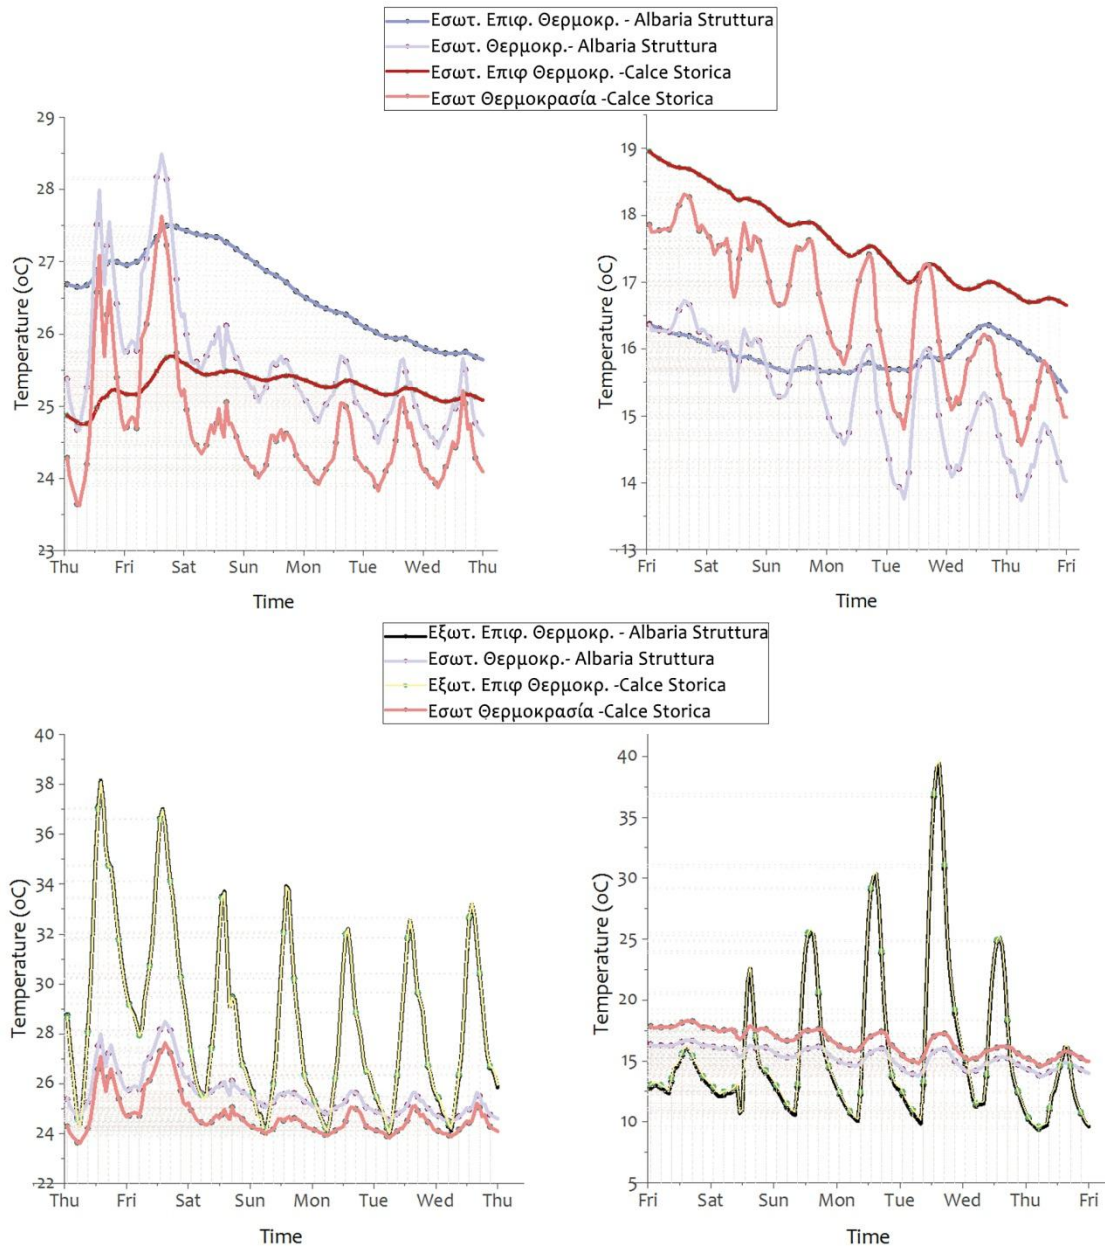 Εσωτ. Επιφ. Θερμοκρ. - Albaria Struttura
Εσωτ. Θερμοκρ.- Albaria Struttura
Εσωτ. Επιφ Θερμοκρ. -Calce Storica
Εσωτ Θερμοκρασία -Calce Storica
29
28
27
26
25
24
23
Temperature (oC)
Thu Fri Sat Sun Mon Tue Wed Thu
Time
19
18
17
16
15
14
13
Temperature (oC)
Fri Sat Sun Mon Tue Wed Thu Fri
Time
Εξωτ. Επιφ. Θερμοκρ. - Albaria Struttura
Εσωτ. Θερμοκρ.- Albaria Struttura
Εξωτ. Επιφ Θερμοκρ. -Calce Storica
Εσωτ Θερμοκρασία -Calce Storica
40
38
36
34
32
30
28
26
24
22
Temperature (oC)
Thu Fri Sat Sun Mon Tue Wed Thu
Time
40
35
30
25
20
15
10
5
Temperature (oC)
Fri Sat Sun Mon Tue Wed Thu Fri
Time